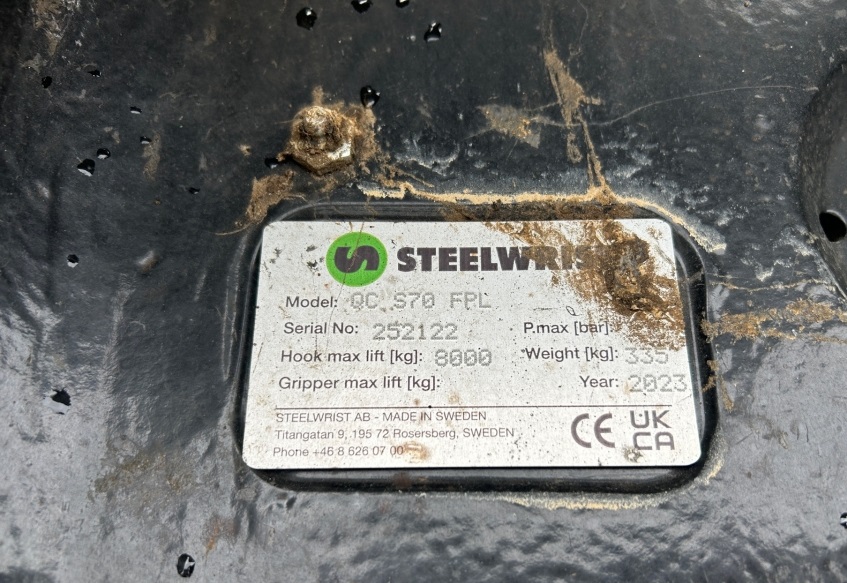 STEELWRIST
Model: QC S70 FPL
Serial No: 252122 P.max [bar]:
Hook max lift [kg]: 8000 Weight [kg]: 335
Gripper max lift [kg]: Year: 2023
STEELWRIST AB - MADE IN SWEDEN
Titangatan 9, 195 72 Rosersberg, SWEDEN
Phone +46 8 626 07 00
CE UK
CA